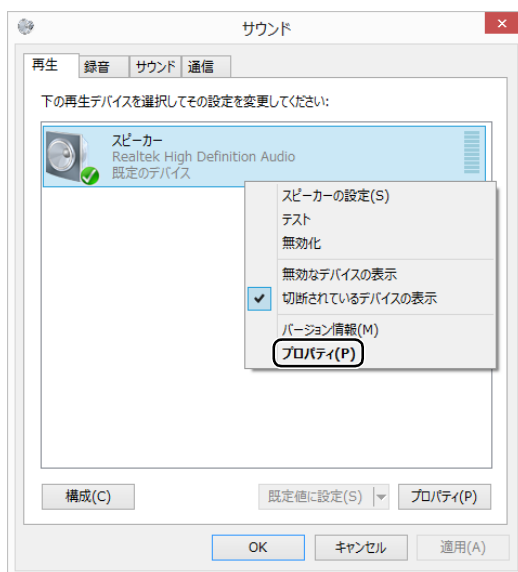 サウンド
再生 録音 サウンド 通信
下の再生デバイスを選択してその設定を変更してください:
スピーカー
Realtek High Definition Audio
既定のデバイス
スピーカーの設定(S)
テスト
無効化
無効なデバイスの表示
切断されているデバイスの表示
バージョン情報(M)
プロパティ(P)
構成(C) 既定値に設定(S) プロパティ(P)
OK キャンセル 適用(A)